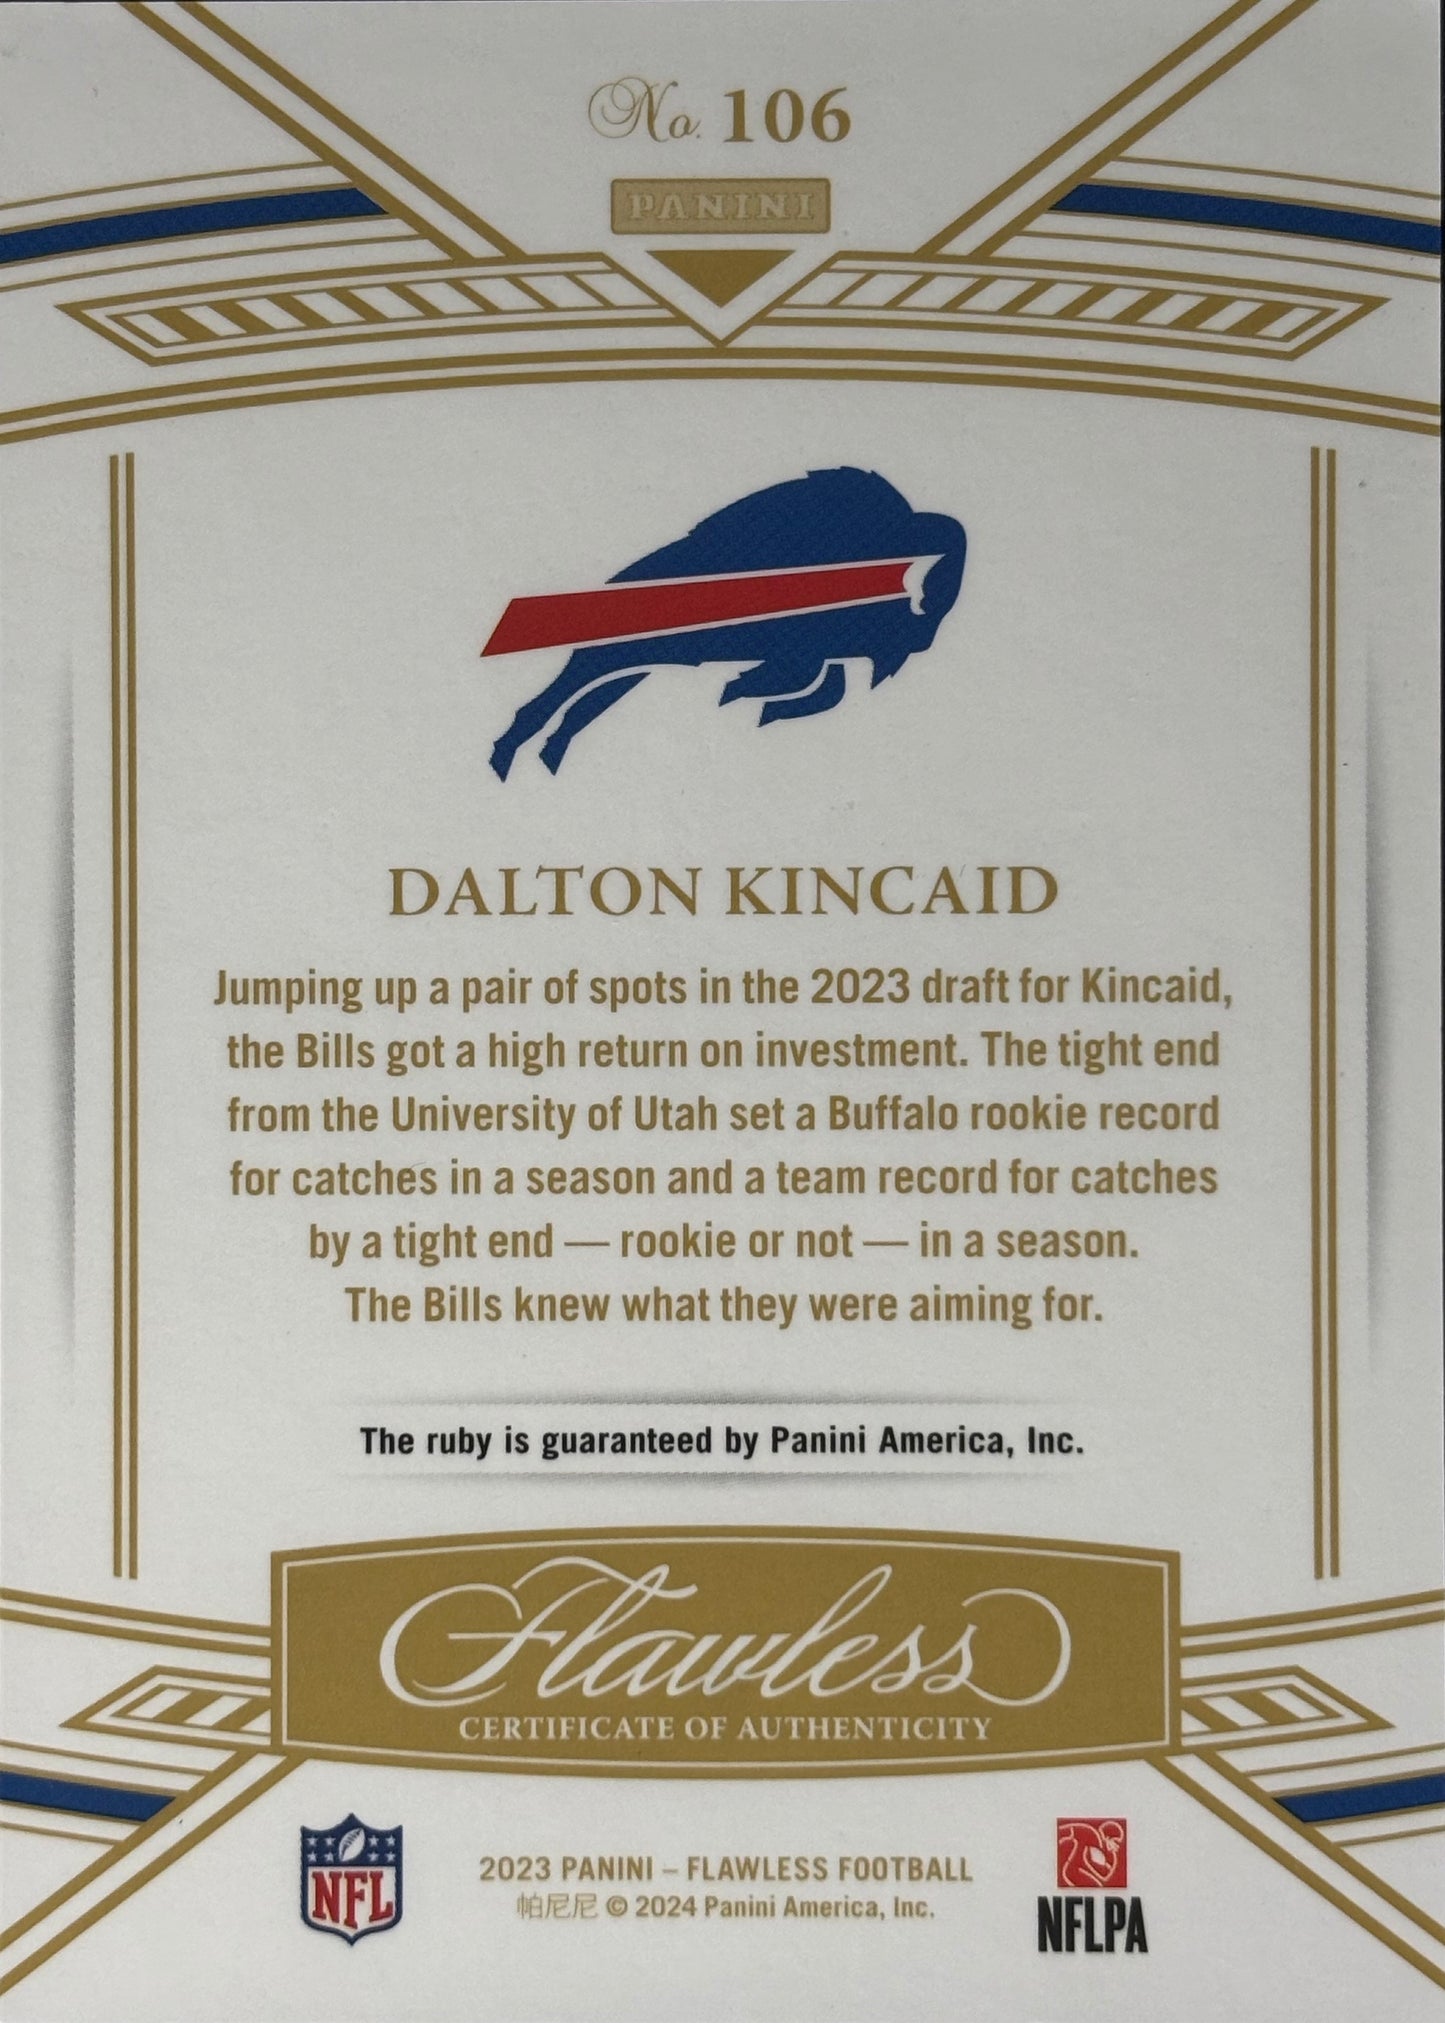 No. 106
PANINI
DALTON KINCAID
Jumping up a pair of spots in the 2023 draft for Kincaid,
the Bills got a high return on investment. The tight end
from the University of Utah set a Buffalo rookie record
for catches in a season and a team record for catches
by a tight end — rookie or not — in a season.
The Bills knew what they were aiming for.
The ruby is guaranteed by Panini America, Inc.
Flawless
CERTIFICATE OF AUTHENTICITY
NFL
2023 PANINI – FLAWLESS FOOTBALL
帕尼尼 © 2024 Panini America, Inc.
NFLPA